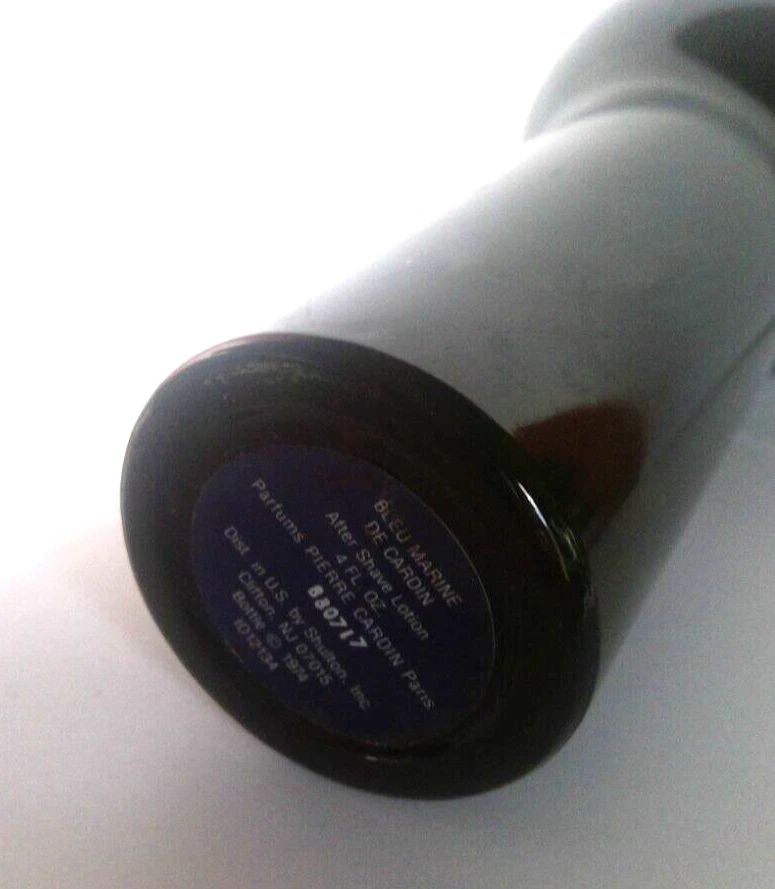 BLEU MARINE
DE CARDIN
After Shave Lotion
4 FL. OZ.
880717
Parfums PIERRE CARDIN Paris
Dist. in U.S. by Shulton, Inc.
Clifton, NJ 07015
Bottle © 1974
ID12134